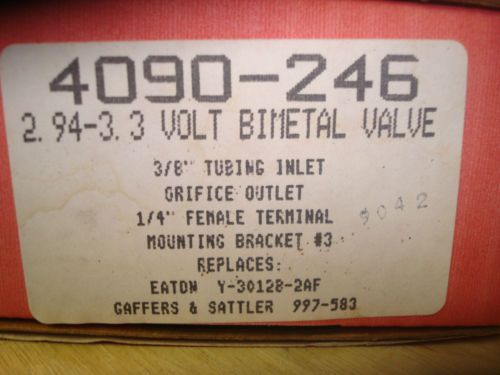 4090-246
2.94-3.3 VOLT BIMETAL VALVE
3/8" TUBING INLET
ORIFICE OUTLET
1/4" FEMALE TERMINAL
9042
MOUNTING BRACKET #3
REPLACES:
EATON Y-30128-2AF
GAFFERS & SATTLER 997-583